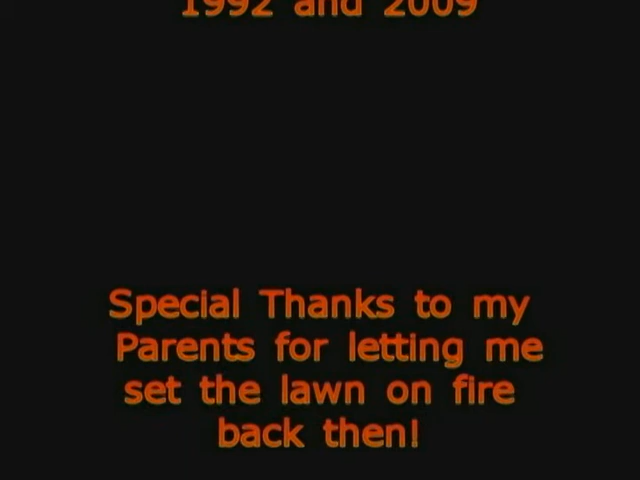 1992 and 2009
Special Thanks to my
Parents for letting me
set the lawn on fire
back then!